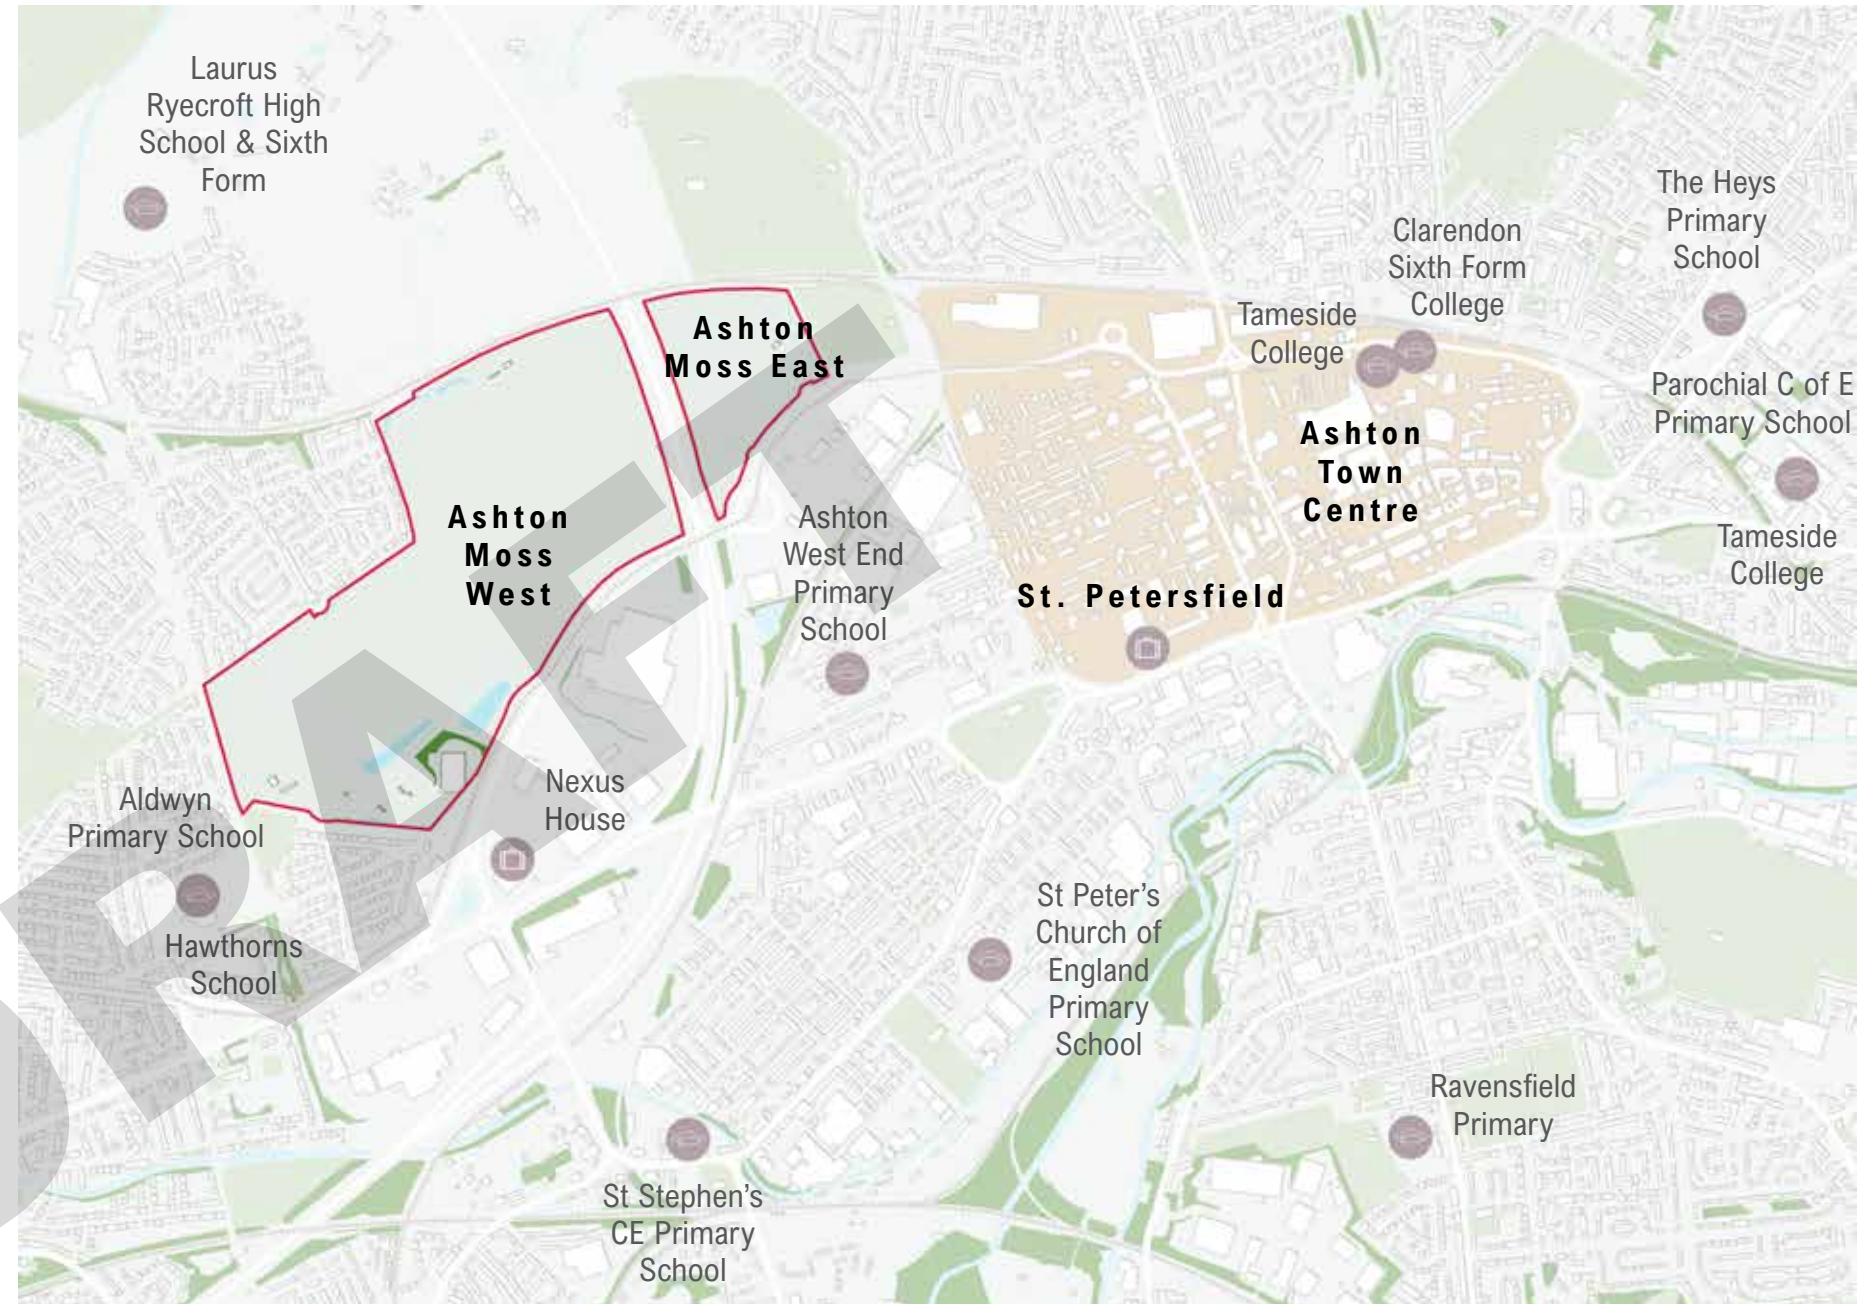 Laurus
Ryecroft High
School & Sixth
Form
The Heys
Primary
School
Clarendon
Sixth Form
College
Tameside
College
Ashton
Moss East
Parochial C of E
Primary School
Ashton
Town
Centre
Ashton
Moss
West
Ashton
West End
Primary
School
Tameside
College
St. Petersfield
Nexus
House
Aldwyn
Primary School
Hawthorns
School
St Peter’s
Church of
England
Primary
School
Ravensfield
Primary
St Stephen’s
CE Primary
School
DRAFT